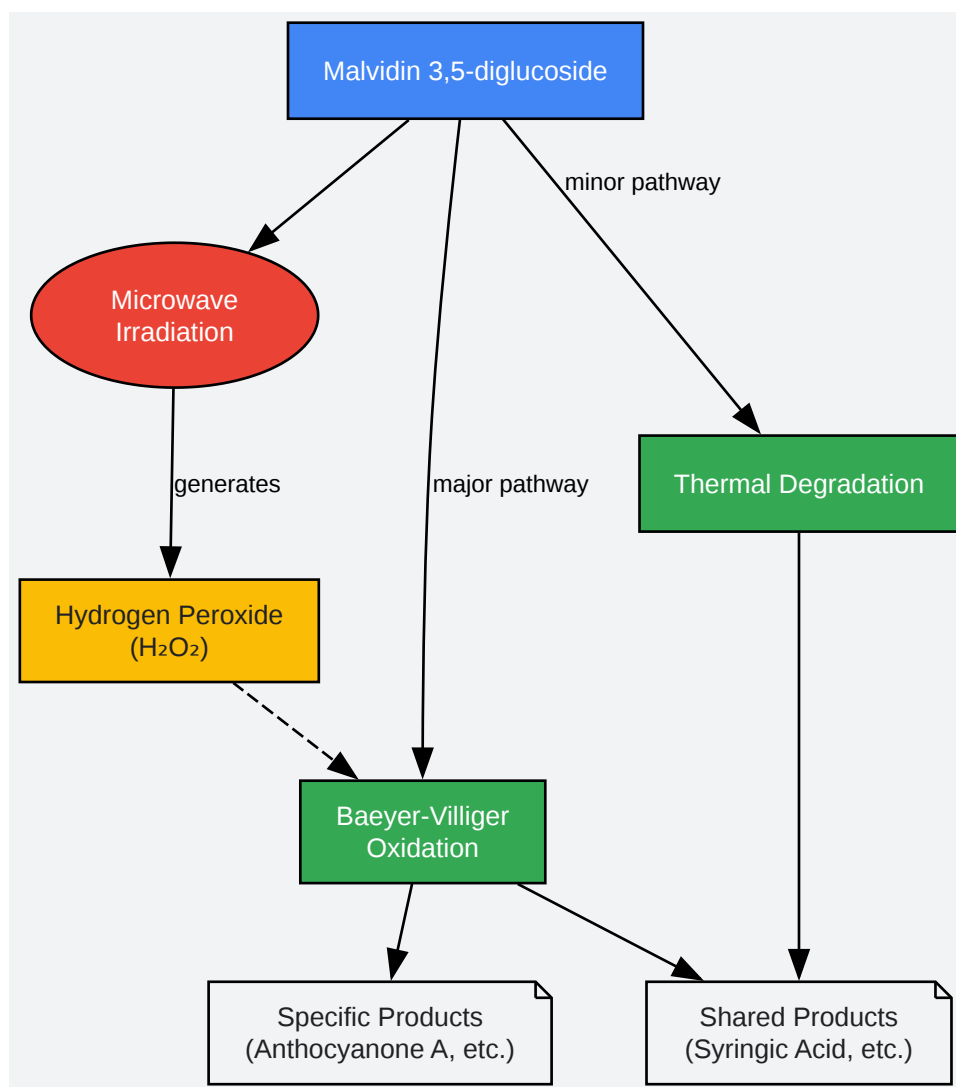 Malvidin 3,5-diglucoside
minor pathway
Microwave
Irradiation
generates
major pathway
Thermal Degradation
Hydrogen Peroxide
(H₂O₂)
Baeyer-Villiger
Oxidation
Specific Products
(Anthocyanone A, etc.)
Shared Products
(Syringic Acid, etc.)